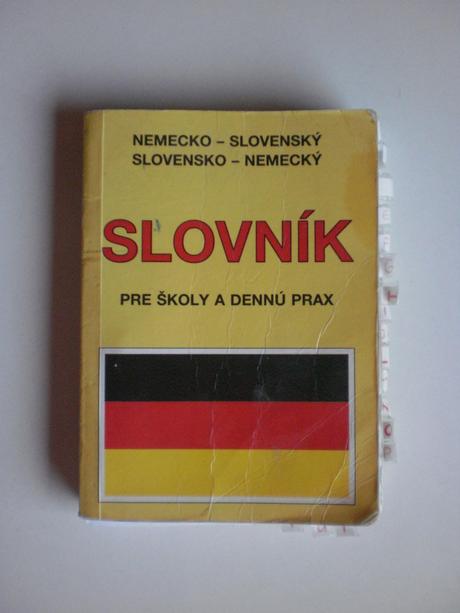 NEMECKO – SLOVENSKÝ
SLOVENSKO – NEMECKÝ
SLOVNÍK
PRE ŠKOLY A DENNÚ PRAX